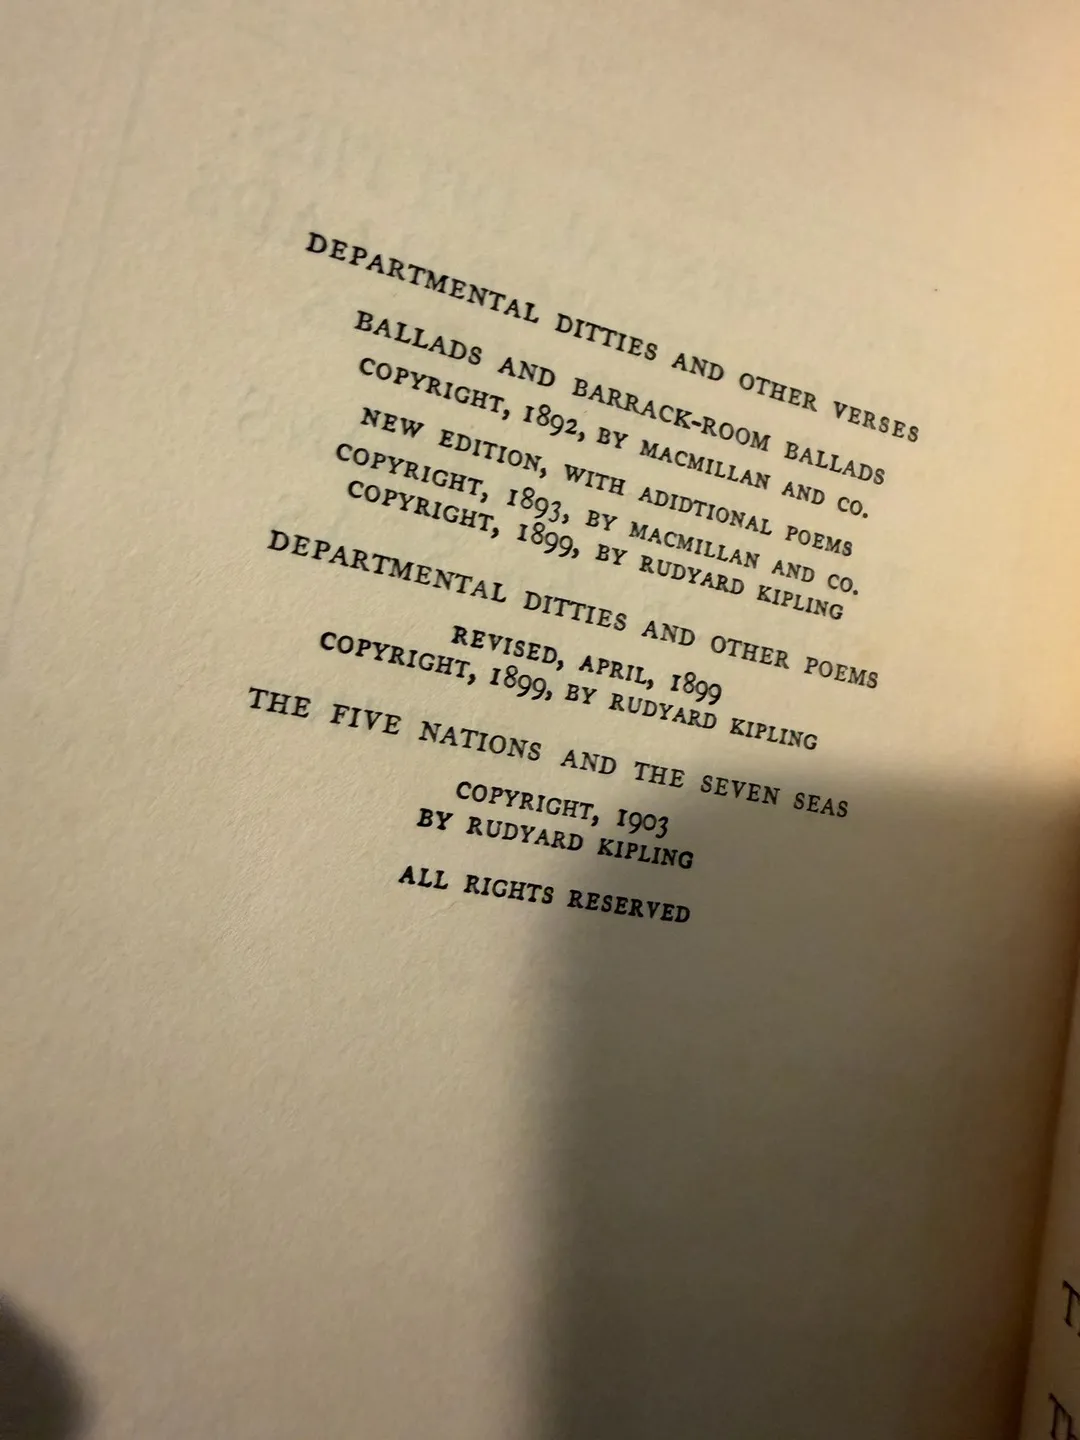 DEPARTMENTAL DITTIES AND OTHER VERSES
BALLADS AND BARRACK-ROOM BALLADS
COPYRIGHT, 1892, BY MACMILLAN AND CO.
NEW EDITION, WITH ADIDTIONAL POEMS
COPYRIGHT, 1893, BY MACMILLAN AND CO.
COPYRIGHT, 1899, BY RUDYARD KIPLING
DEPARTMENTAL DITTIES AND OTHER POEMS
REVISED, APRIL, 1899
COPYRIGHT, 1899, BY RUDYARD KIPLING
THE FIVE NATIONS AND THE SEVEN SEAS
COPYRIGHT, 1903
BY RUDYARD KIPLING
ALL RIGHTS RESERVED